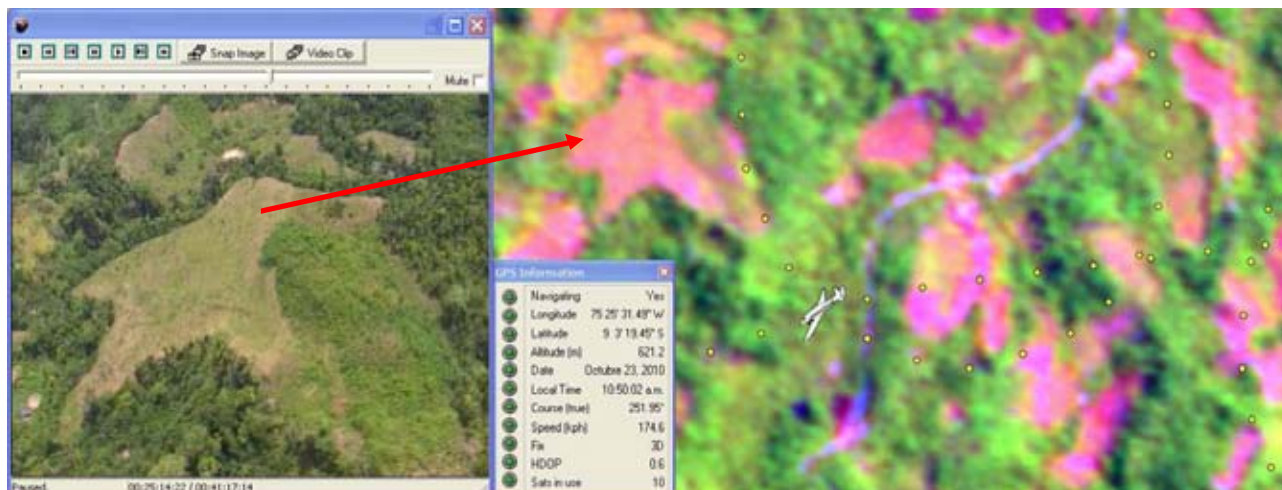 Snap Image Video Clip
Mute
Paused. 00:25:14:22 / 00:41:17:14
GPS Information
Navigating Yes
Longitude 75 25' 31.49" W
Latitude 9 3' 19.45" S
Altitude (m) 621.2
Date Octubre 23, 2010
Local Time 10:50:02 a.m.
Course (true) 251.95°
Speed (kph) 174.6
Fix 3D
HDOP 0.6
Sats in use 10